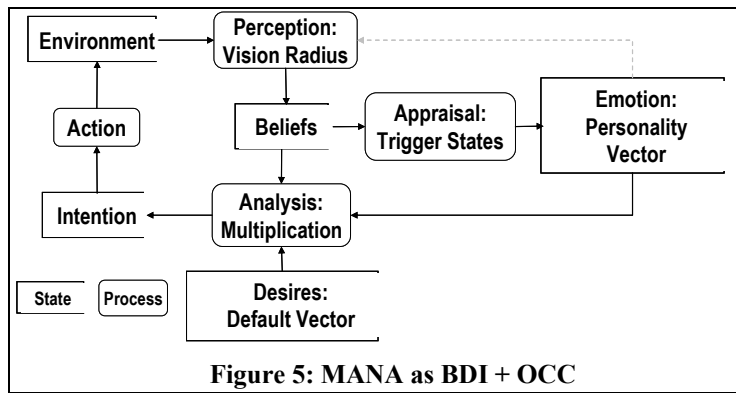 Environment
Perception:
Vision Radius
Action
Beliefs
Appraisal:
Trigger States
Emotion:
Personality
Vector
Intention
Analysis:
Multiplication
State
Process
Desires:
Default Vector
Figure 5: MANA as BDI + OCC